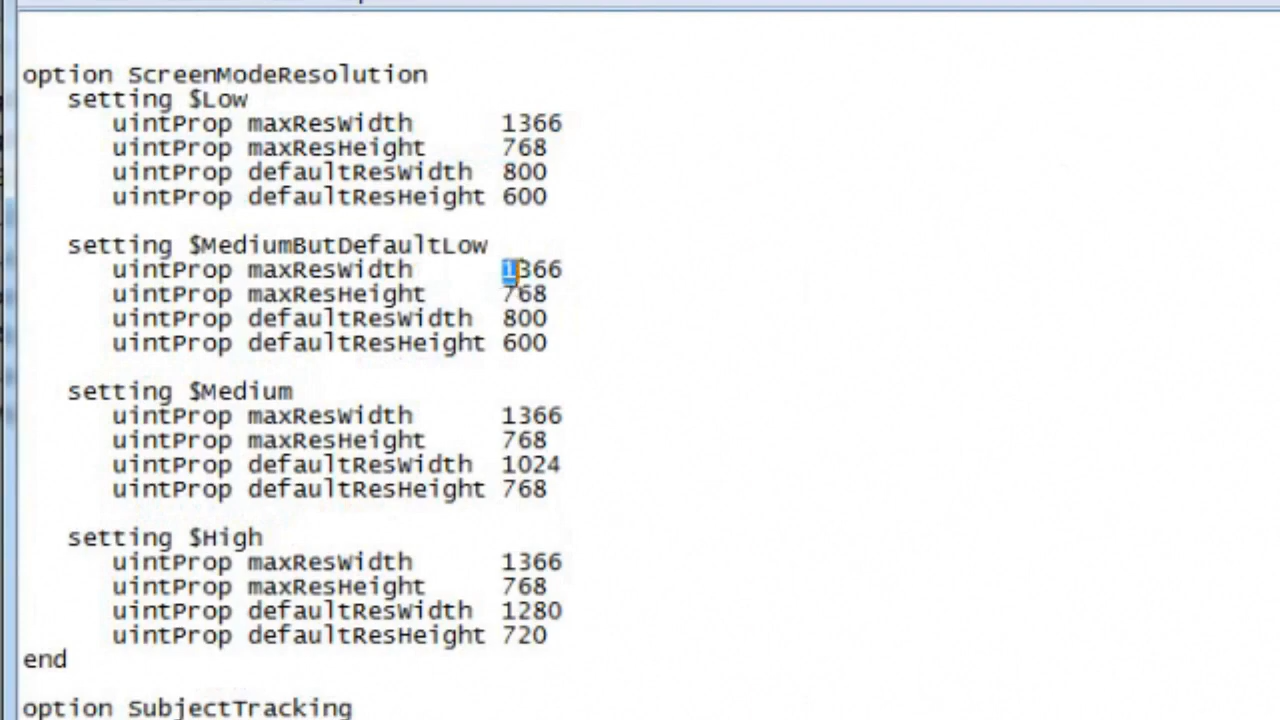 option ScreenModeResolution
setting $Low
uintProp maxResWidth 1366
uintProp maxResHeight 768
uintProp defaultResWidth 800
uintProp defaultResHeight 600
setting $MediumButDefaultLow
uintProp maxResWidth 1366
uintProp maxResHeight 768
uintProp defaultResWidth 800
uintProp defaultResHeight 600
setting $Medium
uintProp maxResWidth 1366
uintProp maxResHeight 768
uintProp defaultResWidth 1024
uintProp defaultResHeight 768
setting $High
uintProp maxResWidth 1366
uintProp maxResHeight 768
uintProp defaultResWidth 1280
uintProp defaultResHeight 720
end
option SubjectTracking